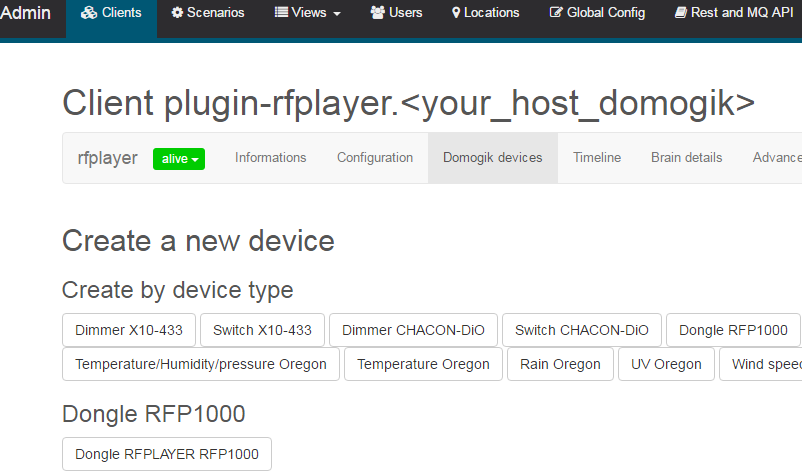 Admin Clients Scenarios Views Users Locations Global Config Rest and MQ API
Client plugin-rfplayer.<your_host_domogik>
rfplayer alive Informations Configuration Domogik devices Timeline Brain details Advance
Create a new device
Create by device type
Dimmer X10-433 Switch X10-433 Dimmer CHACON-DiO Switch CHACON-DiO Dongle RFP1000
Temperature/Humidity/pressure Oregon Temperature Oregon Rain Oregon UV Oregon Wind speed
Dongle RFP1000
Dongle RFPLAYER RFP1000